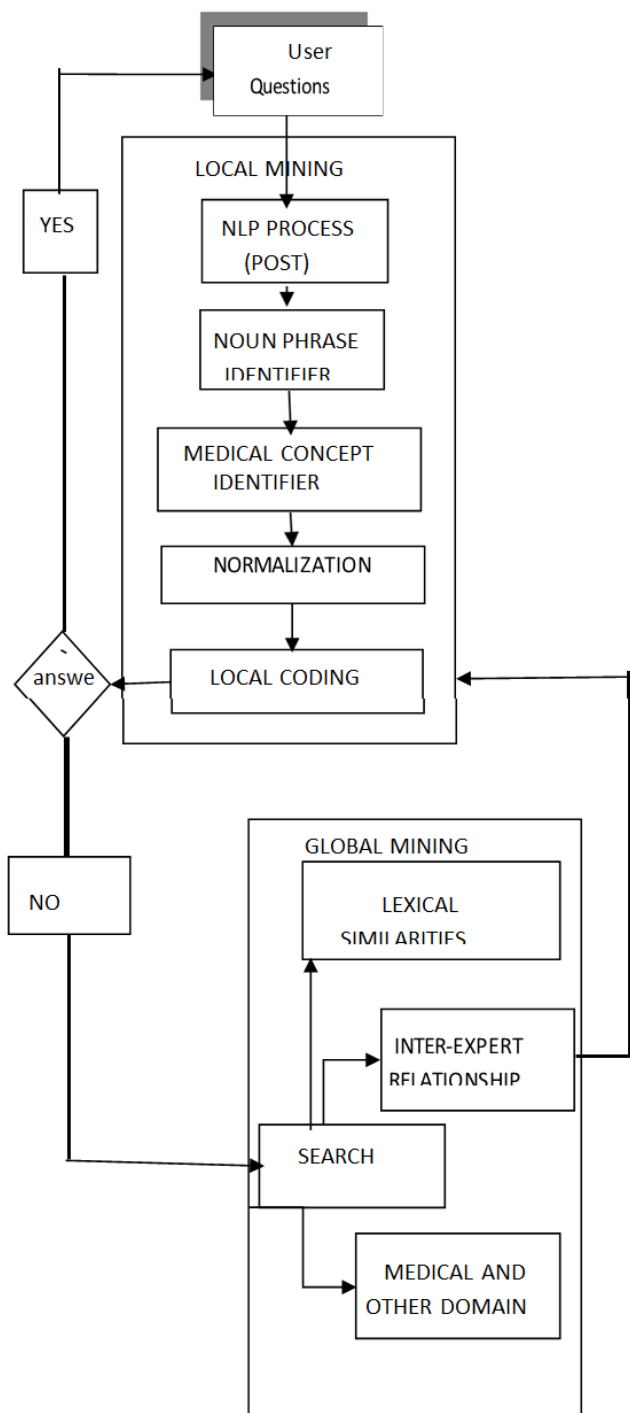 User
Questions
LOCAL MINING
YES
NLP PROCESS
(POST)
NOUN PHRASE
IDENTIFIER
MEDICAL CONCEPT
IDENTIFIER
NORMALIZATION
answe
LOCAL CODING
GLOBAL MINING
NO
LEXICAL
SIMILARITIES
INTER-EXPERT
RELATIONSHIP
SEARCH
MEDICAL AND
OTHER DOMAIN